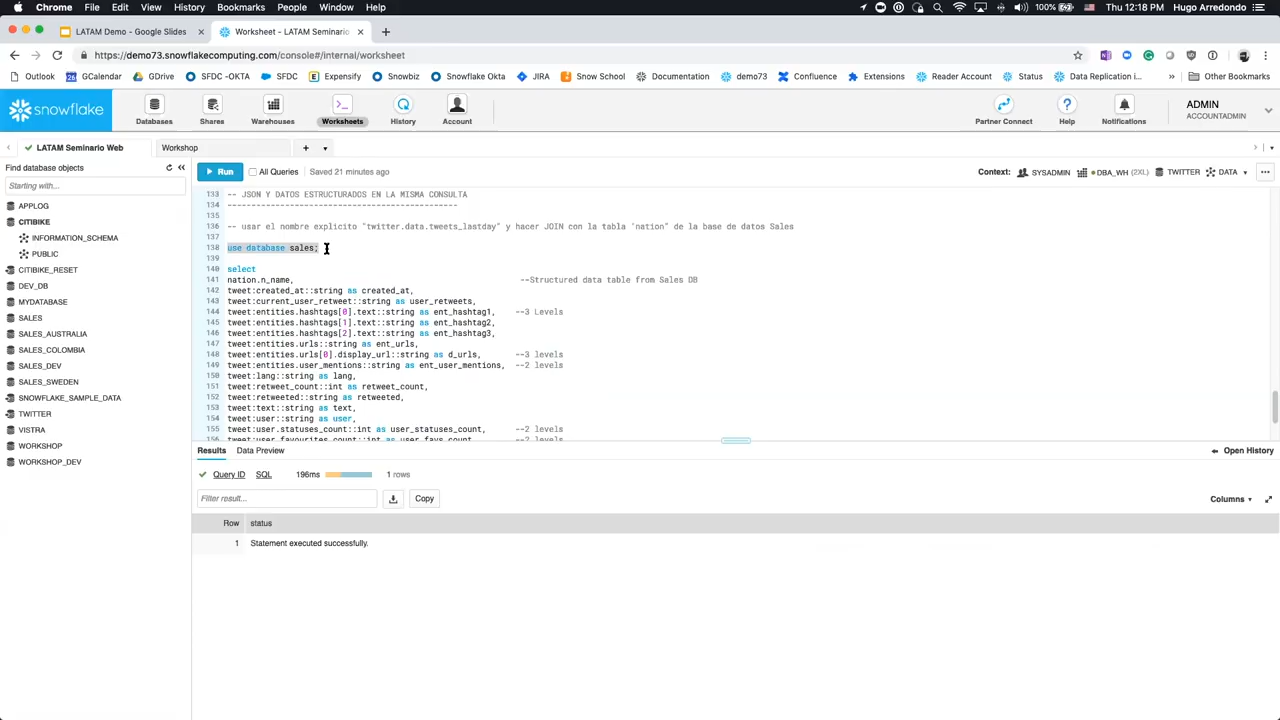 Chrome File Edit View History Bookmarks People Window Help 100% Thu 12:18 PM Hugo Arredondo
LATAM Demo - Google Slides
Worksheet - LATAM Seminario
https://demo73.snowflakecomputing.com/console#/internal/worksheet
Outlook GCalendar GDrive SFDC -OKTA SFDC Expensify Snowbiz Snowflake Okta JIRA Snow School Documentation demo73 Confluence Extensions Reader Account Status Data Replication i... » Other Bookmarks
snowflake
Databases Shares Warehouses Worksheets History Account Partner Connect Help Notifications
ADMIN
ACCOUNTADMIN
LATAM Seminario Web Workshop
Find database objects
Starting with...
APPLOG
CITIBIKE
INFORMATION_SCHEMA
PUBLIC
CITIBIKE_RESET
DEV_DB
MYDATABASE
SALES
SALES_AUSTRALIA
SALES_COLOMBIA
SALES_DEV
SALES_SWEDEN
SNOWFLAKE_SAMPLE_DATA
TWITTER
VISTRA
WORKSHOP
WORKSHOP_DEV
Run All Queries Saved 21 minutes ago Context: SYSADMIN DBA_WH (2XL) TWITTER DATA
133 -- JSON Y DATOS ESTRUCTURADOS EN LA MISMA CONSULTA
134 -------------------------------------------------
135
136 -- usar el nombre explicito "twitter.data.tweets_lastday" y hacer JOIN con la tabla 'nation" de la base de datos Sales
137
138 use database sales;
139
140 select
141 nation.n_name, --Structured data table from Sales DB
142 tweet:created_at::string as created_at,
143 tweet:current_user_retweet::string as user_retweets,
144 tweet:entities.hashtags[0].text::string as ent_hashtag1, --3 Levels
145 tweet:entities.hashtags[1].text::string as ent_hashtag2,
146 tweet:entities.hashtags[2].text::string as ent_hashtag3,
147 tweet:entities.urls::string as ent_urls,
148 tweet:entities.urls[0].display_url::string as d_urls, --3 levels
149 tweet:entities.user_mentions::string as ent_user_mentions, --2 levels
150 tweet:lang::string as lang,
151 tweet:retweet_count::int as retweet_count,
152 tweet:retweeted::string as retweeted,
153 tweet:text::string as text,
154 tweet:user::string as user,
155 tweet:user.statuses_count::int as user_statuses_count, --2 levels
156 tweet:user.favourites_count::int as user_favs_count, --2 levels
Results Data Preview Open History
Query ID SQL 196ms 1 rows
Filter result... Copy Columns
Row status
1 Statement executed successfully.